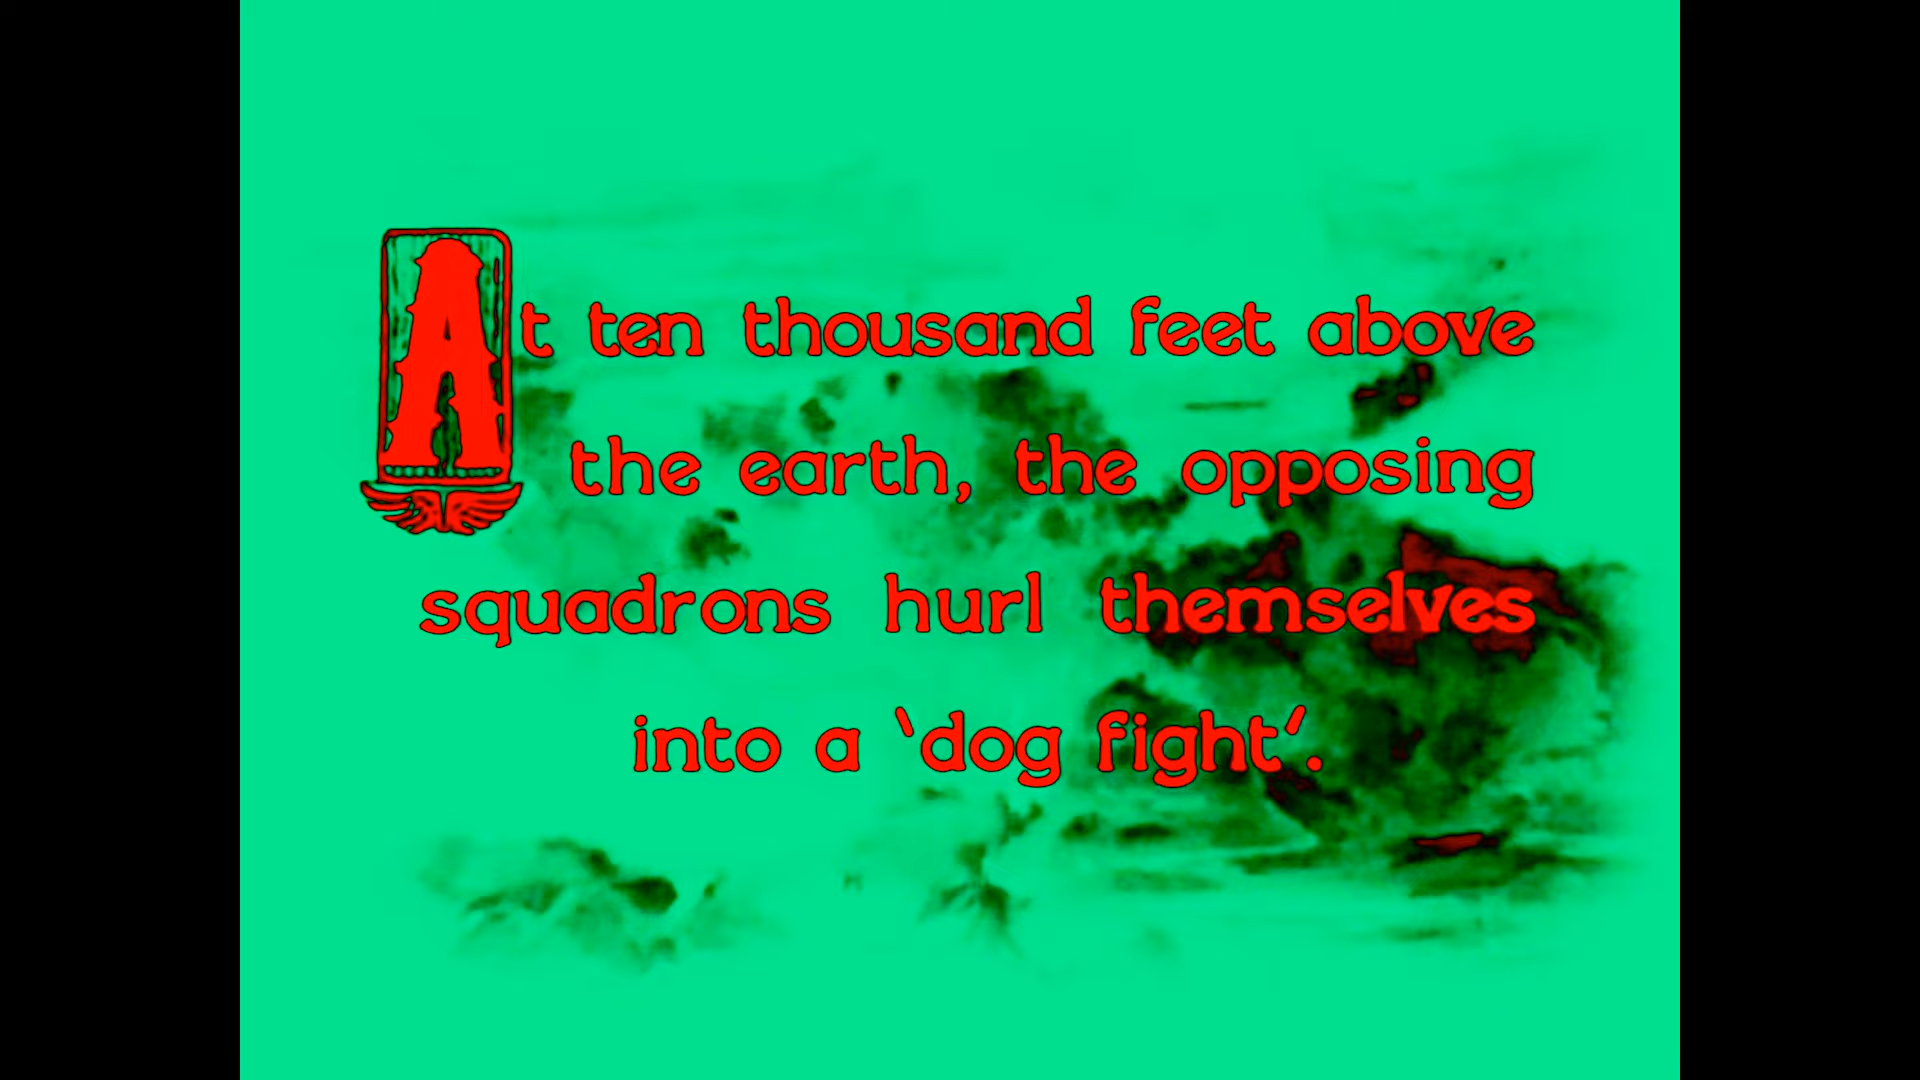 At ten thousand feet above
the earth, the opposing
squadrons hurl themselves
into a ‘dog fight’.